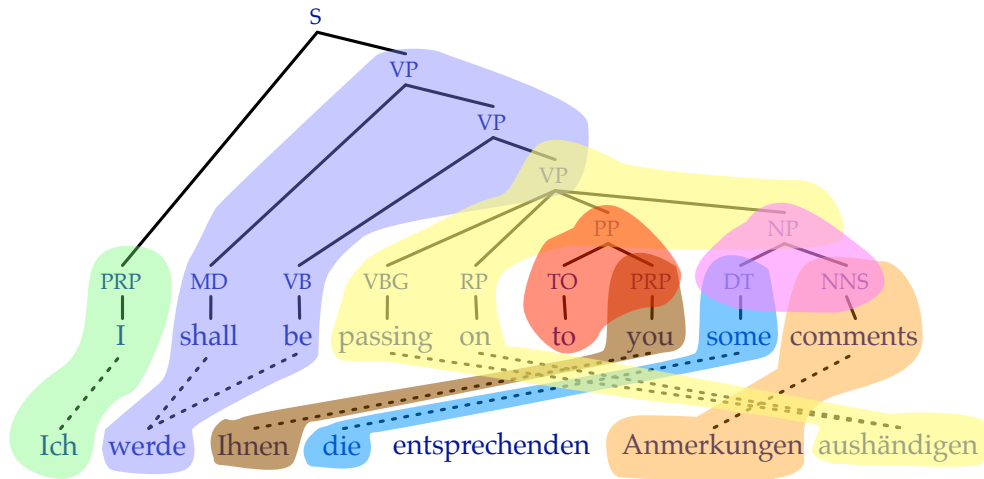 S
VP
VP
VP
PP NP
PRP MD VB VBG RP TO PRP DT NNS
I shall be passing on to you some comments
Ich werde Ihnen die entsprechenden Anmerkungen aushändigen